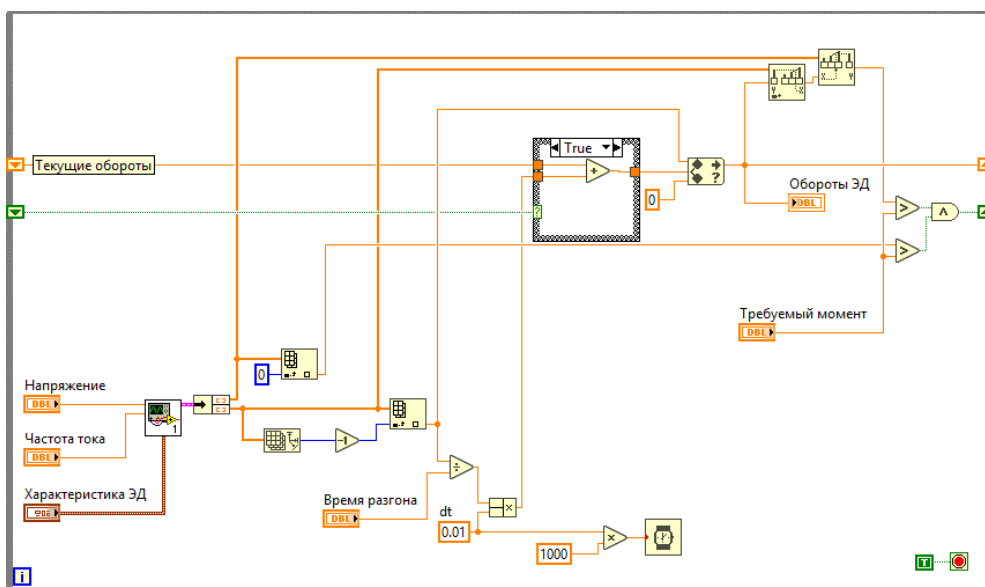 True
Текущие обороты
0
Обороты ЭД
DBL
Требуемый момент
DBL
0
Напряжение
DBL
1
Частота тока
DBL
-1
Характеристика ЭД
Время разгона
DBL
dt
0.01
1000
i
T